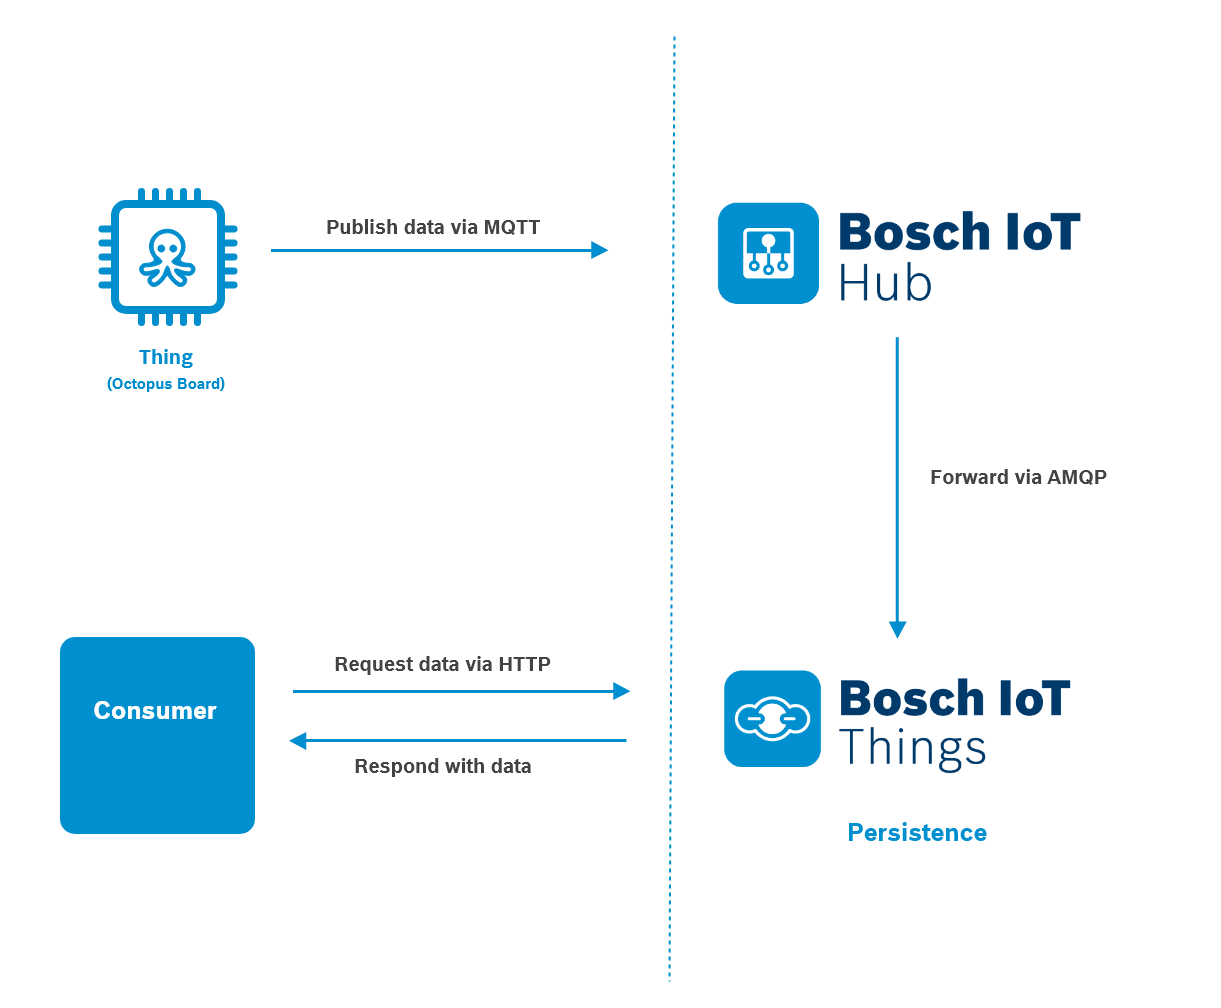 Publish data via MQTT
Bosch IoT
Hub
Thing
(Octopus Board)
Forward via AMQP
Consumer
Request data via HTTP
Respond with data
Bosch IoT
Things
Persistence